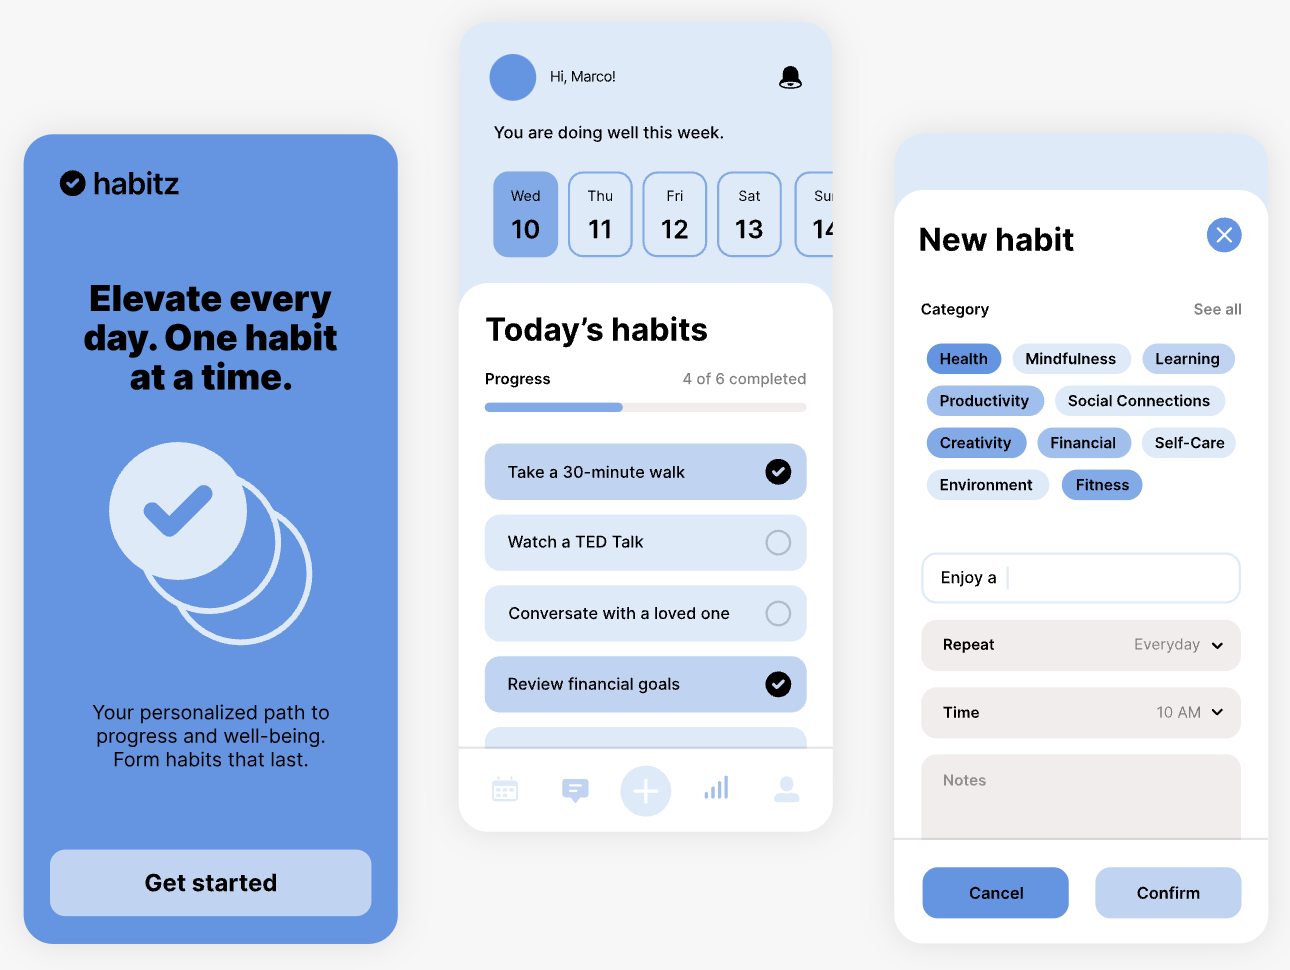 habitz
Elevate every
day. One habit
at a time.
Your personalized path to
progress and well-being.
Form habits that last.
Get started
Hi, Marco!
You are doing well this week.
Wed Thu Fri Sat Su
10 11 12 13 14
Today’s habits
Progress 4 of 6 completed
Take a 30-minute walk
Watch a TED Talk
Conversate with a loved one
Review financial goals
New habit
Category See all
Health Mindfulness Learning
Productivity Social Connections
Creativity Financial Self-Care
Environment Fitness
Enjoy a
Repeat Everyday
Time 10 AM
Notes
Cancel Confirm